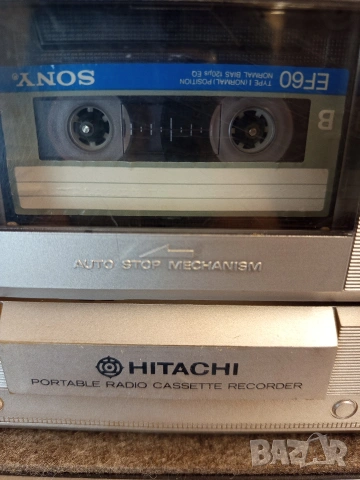 EF60
TYPE I (NORMAL) POSITION
NORMAL BIAS 120μs EQ
SONY
B
AUTO STOP MECHANISM
HITACHI
PORTABLE RADIO CASSETTE RECORDER
BAZAR